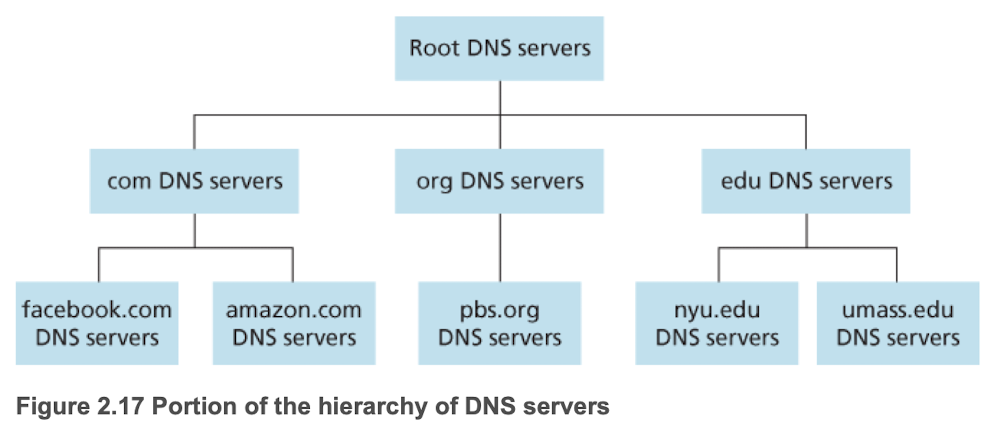 Root DNS servers
com DNS servers
org DNS servers
edu DNS servers
facebook.com
DNS servers
amazon.com
DNS servers
pbs.org
DNS servers
nyu.edu
DNS servers
umass.edu
DNS servers
Figure 2.17 Portion of the hierarchy of DNS servers